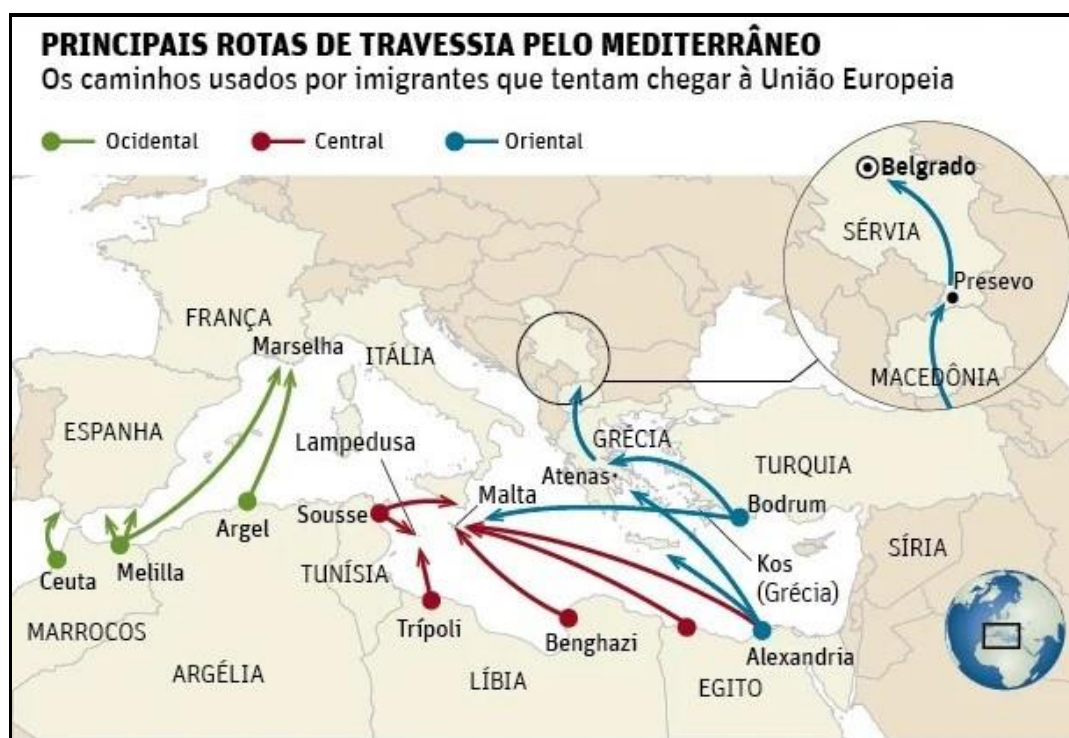 PRINCIPAIS ROTAS DE TRAVESSIA PELO MEDITERRÂNEO
Os caminhos usados por imigrantes que tentam chegar à União Europeia
Ocidental
Central
Oriental
Belgrado
SÉRVIA
Presevo
MACEDÔNIA
FRANÇA
Marselha
ITÁLIA
ESPANHA
Lampedusa
GRÉCIA
Atenas
TURQUIA
Argel
Sousse
Malta
Bodrum
Ceuta
Melilla
TUNÍSIA
Kos
(Grécia)
SÍRIA
MARROCOS
Trípoli
Benghazi
Alexandria
ARGÉLIA
LÍBIA
EGITO